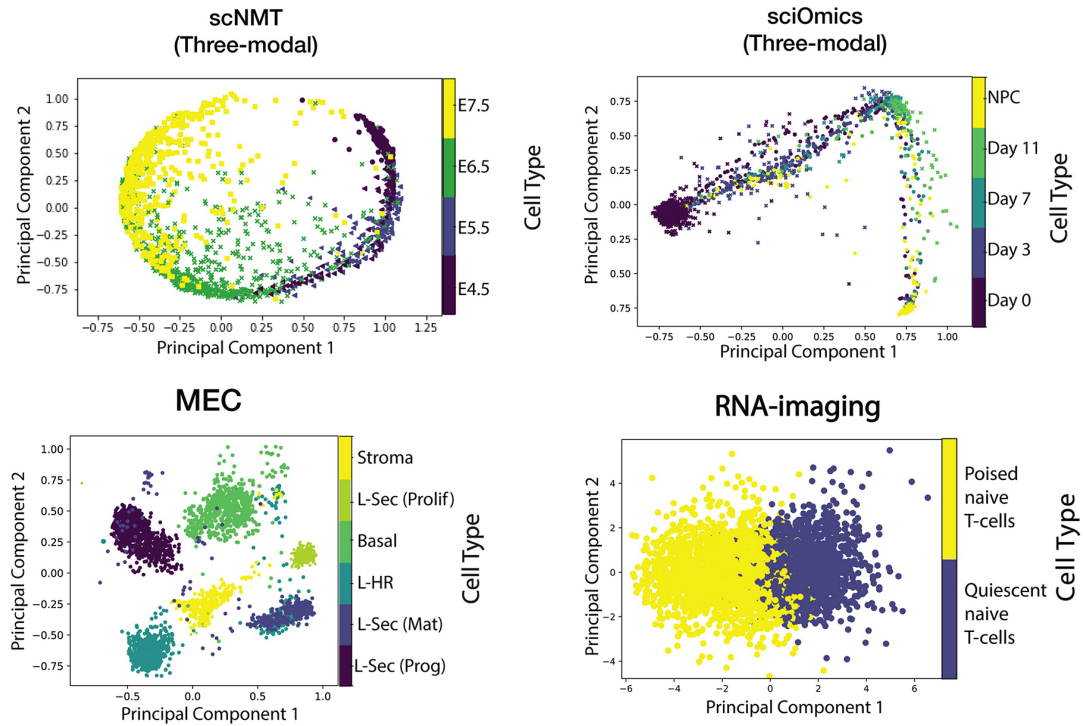 scNMT
(Three-modal)
Principal Component 2
1.00
0.75
0.50
0.25
0.00
−0.25
−0.50
−0.75
−0.75
−0.50
−0.25
0.00
0.25
0.50
0.75
1.00
1.25
Principal Component 1
E7.5
E6.5
E5.5
E4.5
Cell Type
sciOmics
(Three-modal)
Principal Component 2
0.75
0.50
0.25
0.00
0.25
0.50
0.75
−0.75
−0.50
−0.25
0.00
0.25
0.50
0.75
1.00
Principal Component 1
NPC
Day 11
Day 7
Day 3
Day 0
Cell Type
MEC
Principal Component 2
1.00
0.75
0.50
0.25
0.00
−0.25
−0.50
−0.75
−0.5
0.0
0.5
1.0
Principal Component 1
Stroma
L-Sec (Prolif)
Basal
L-HR
L-Sec (Mat)
L-Sec (Prog)
Cell Type
RNA-imaging
Principal Component 2
4
2
0
−2
−4
−6
−4
−2
0
2
4
6
Principal Component 1
Poised
naive
T-cells
Quiescent
naive
T-cells
Cell Type